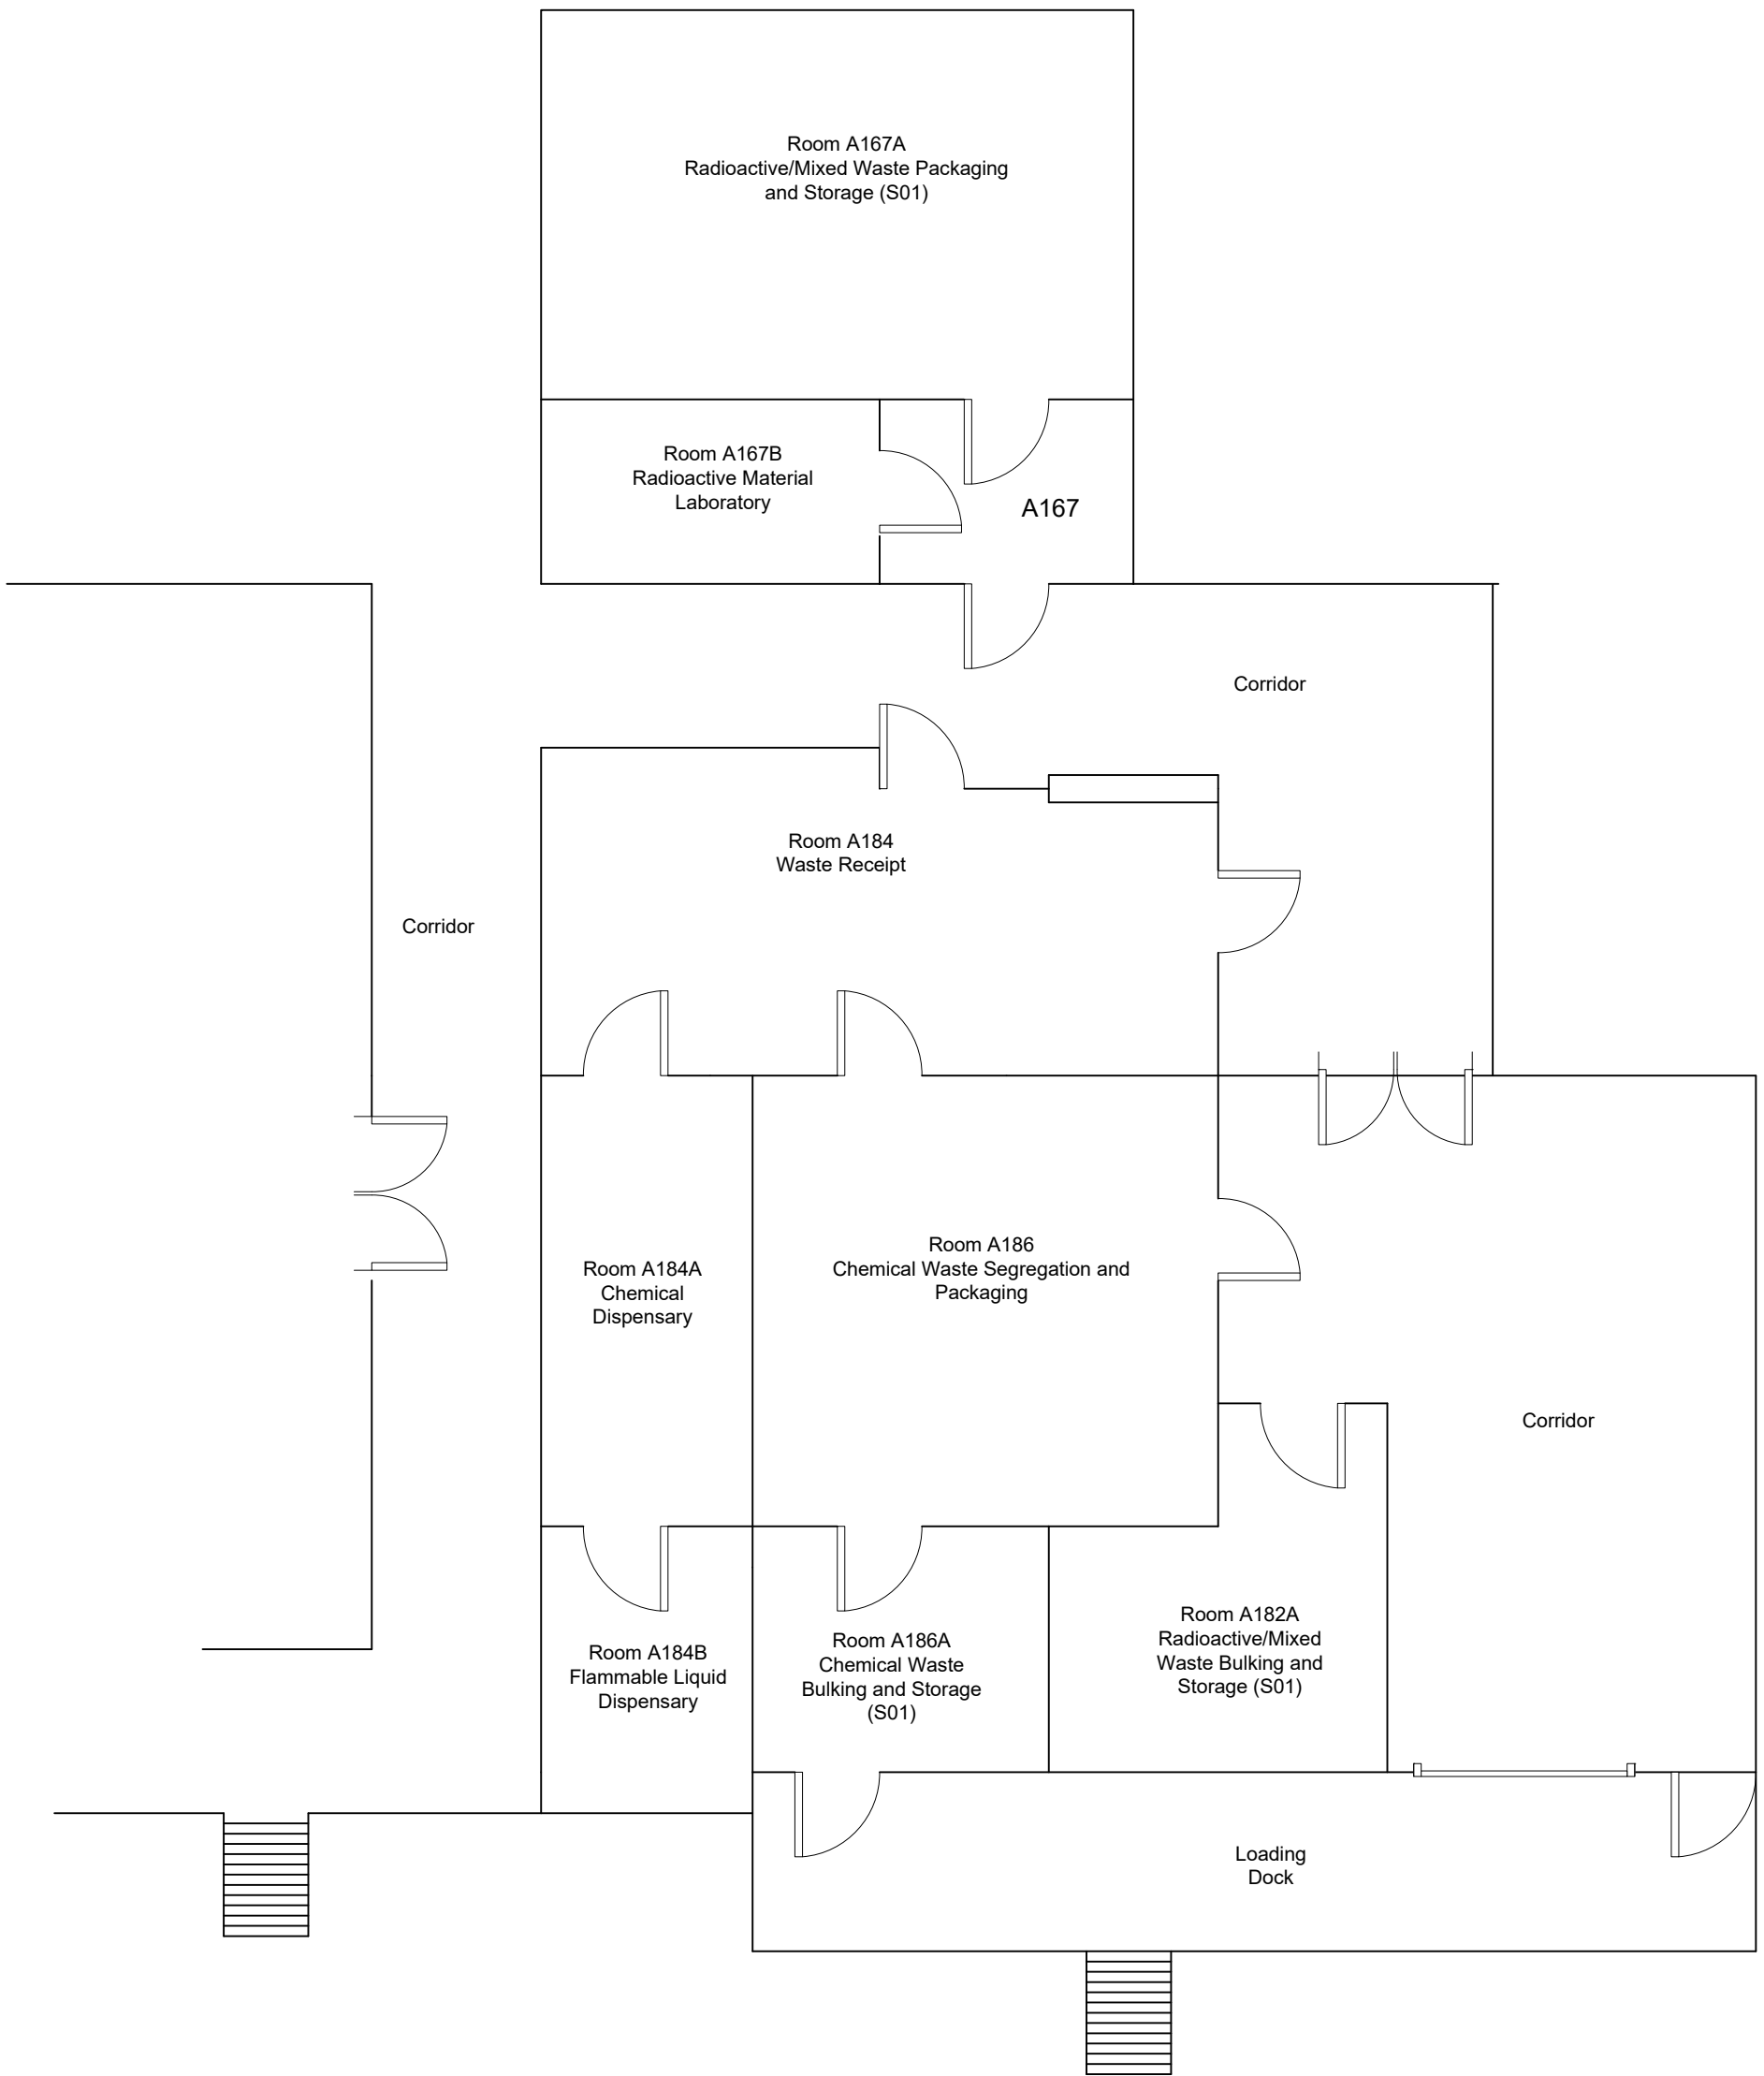 Room A167A
Radioactive/Mixed Waste Packaging
and Storage (S01)
Room A167B
Radioactive Material
Laboratory
A167
Corridor
Room A184
Waste Receipt
Corridor
Room A186
Chemical Waste Segregation and
Packaging
Room A184A
Chemical
Dispensary
Corridor
Room A182A
Radioactive/Mixed
Waste Bulking and
Storage (S01)
Room A186A
Chemical Waste
Bulking and Storage
(S01)
Room A184B
Flammable Liquid
Dispensary
Loading
Dock